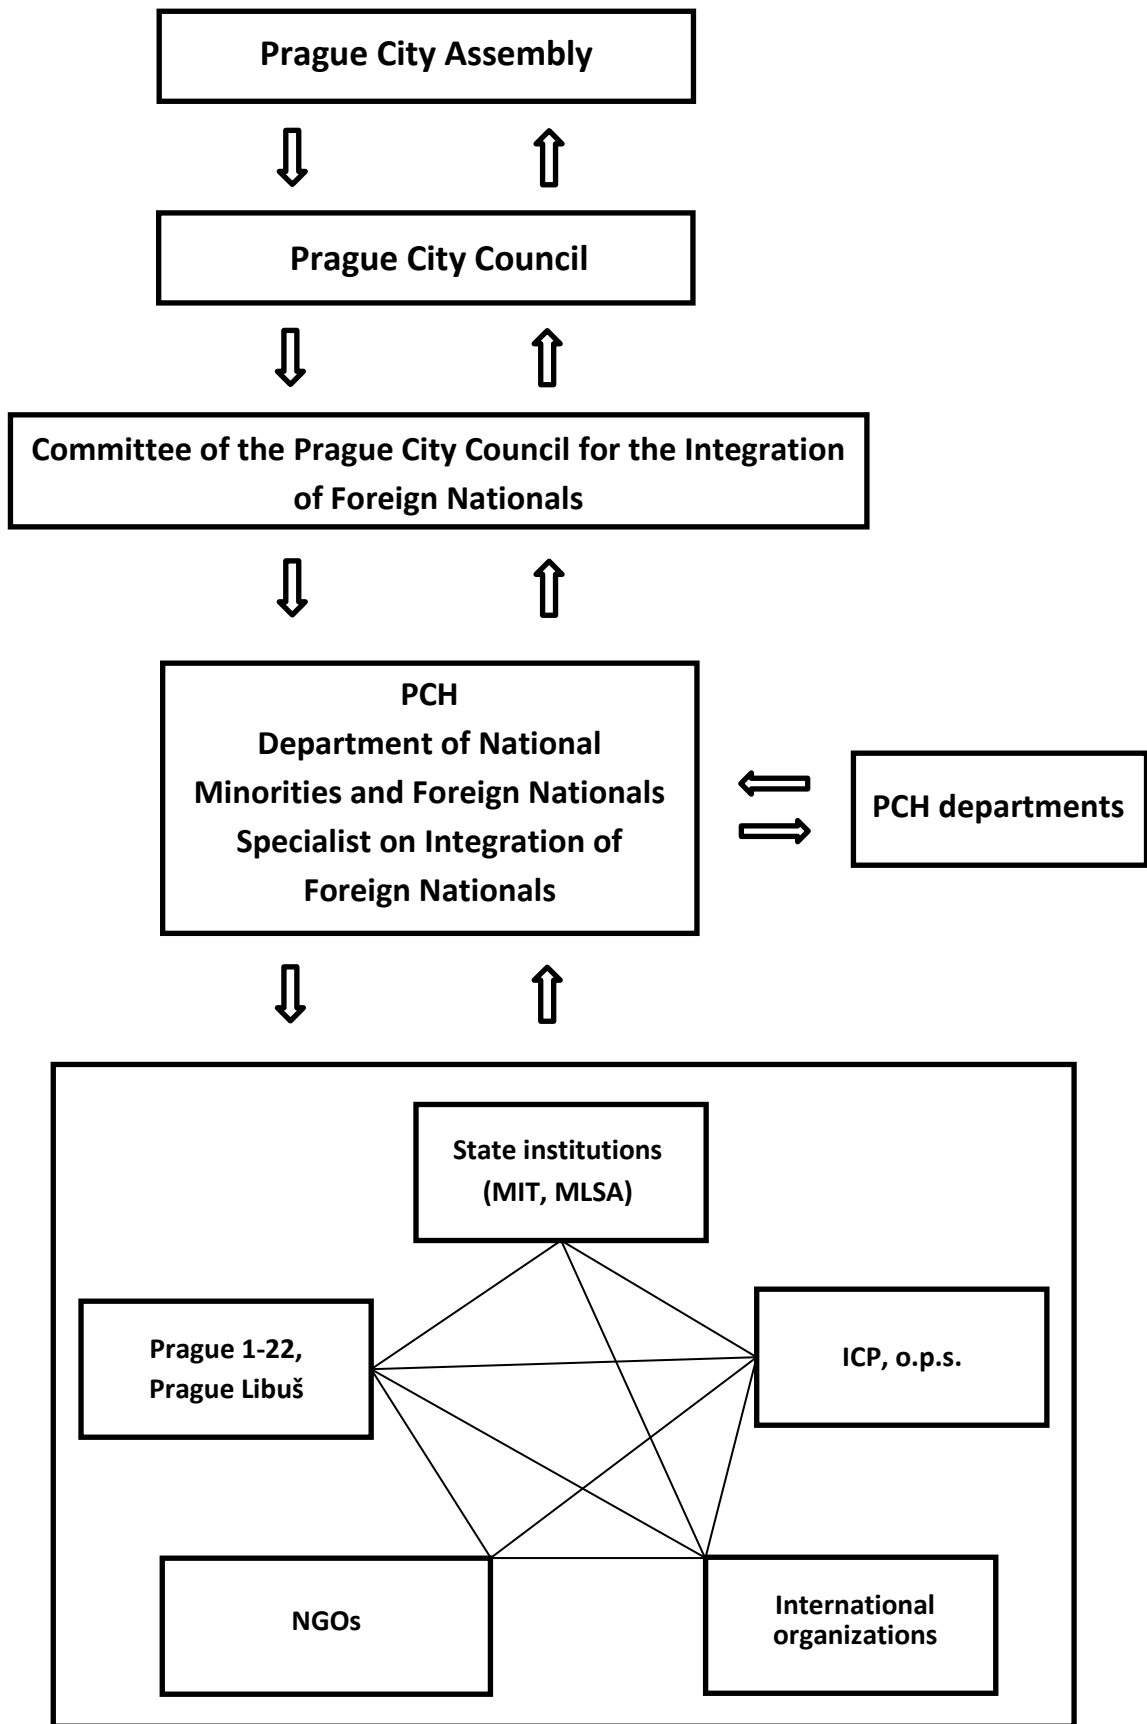 Prague City Assembly
Prague City Council
Committee of the Prague City Council for the Integration
of Foreign Nationals
PCH
Department of National
Minorities and Foreign Nationals
Specialist on Integration of
Foreign Nationals
PCH departments
State institutions
(MIT, MLSA)
Prague 1-22,
Prague Libuš
ICP, o.p.s.
NGOs
International
organizations